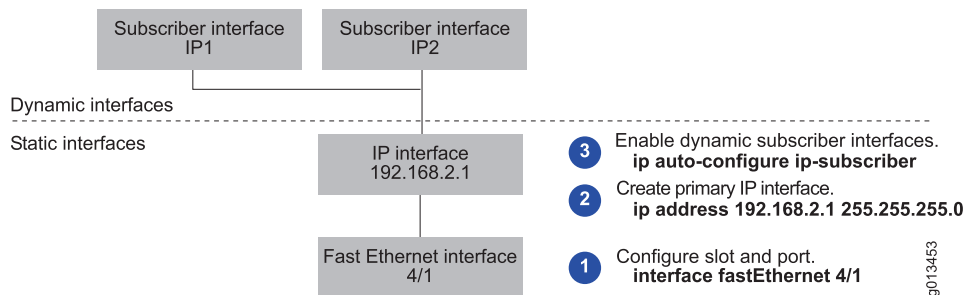 Subscriber interface
IP1
Subscriber interface
IP2
Dynamic interfaces
Static interfaces
IP interface
192.168.2.1
3 Enable dynamic subscriber interfaces.
ip auto-configure ip-subscriber
2 Create primary IP interface.
ip address 192.168.2.1 255.255.255.0
Fast Ethernet interface
4/1
1 Configure slot and port.
interface fastEthernet 4/1
g013453